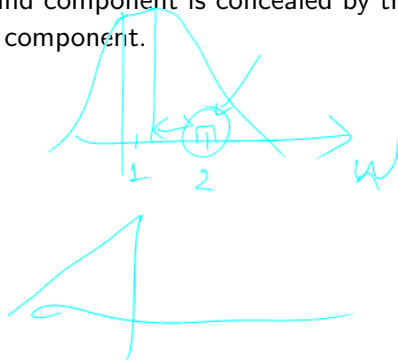 nd component is concealed by th
component.
1 2 w